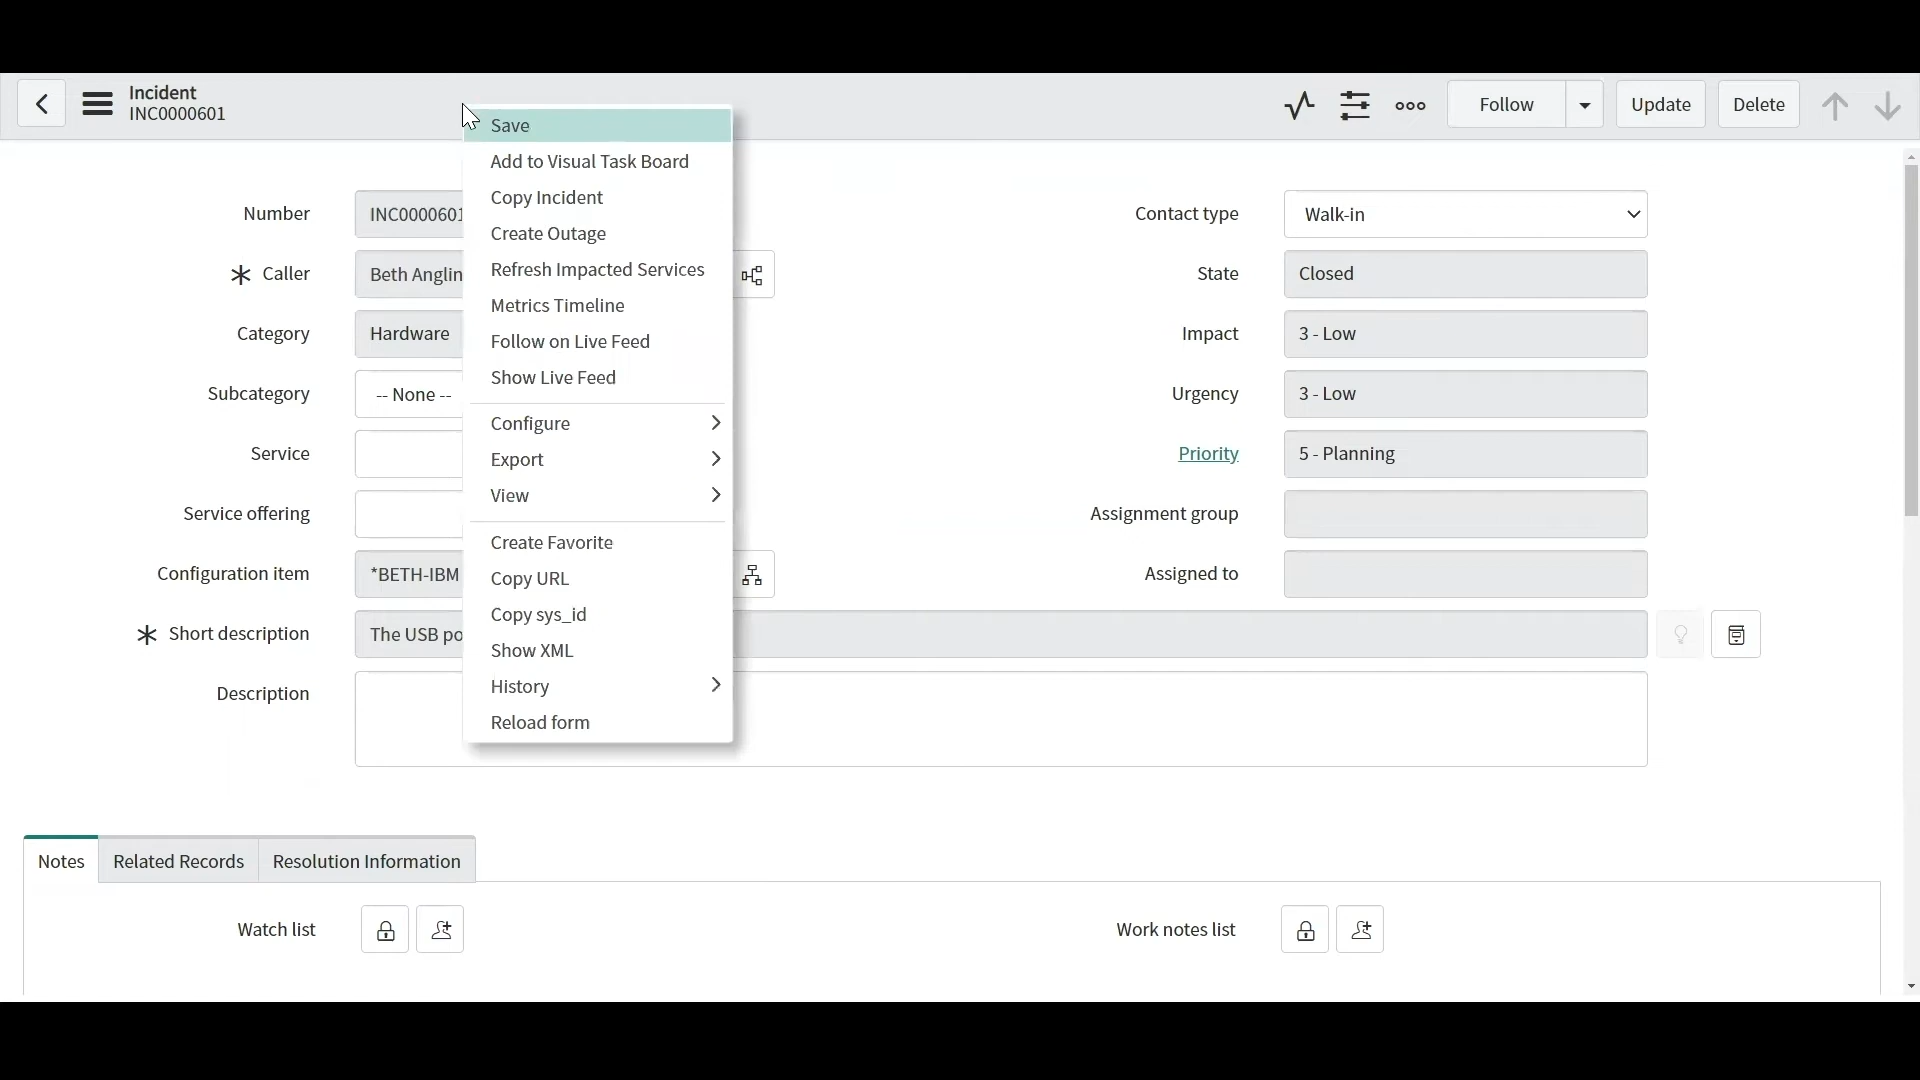 Incident
INC0000601
Follow
Update
Delete
Save
Add to Visual Task Board
Copy Incident
Create Outage
Refresh Impacted Services
Metrics Timeline
Follow on Live Feed
Show Live Feed
Configure
Export
View
Create Favorite
Copy URL
Copy sys_id
Show XML
History
Reload form
Number
INC0000601
Caller
Beth Anglin
Category
Hardware
Subcategory
-- None --
Service
Service offering
Configuration item
*BETH-IBM
Short description
The USB po
Description
Contact type
Walk-in
State
Closed
Impact
3 - Low
Urgency
3 - Low
Priority
5 - Planning
Assignment group
Assigned to
Notes
Related Records
Resolution Information
Watch list
Work notes list